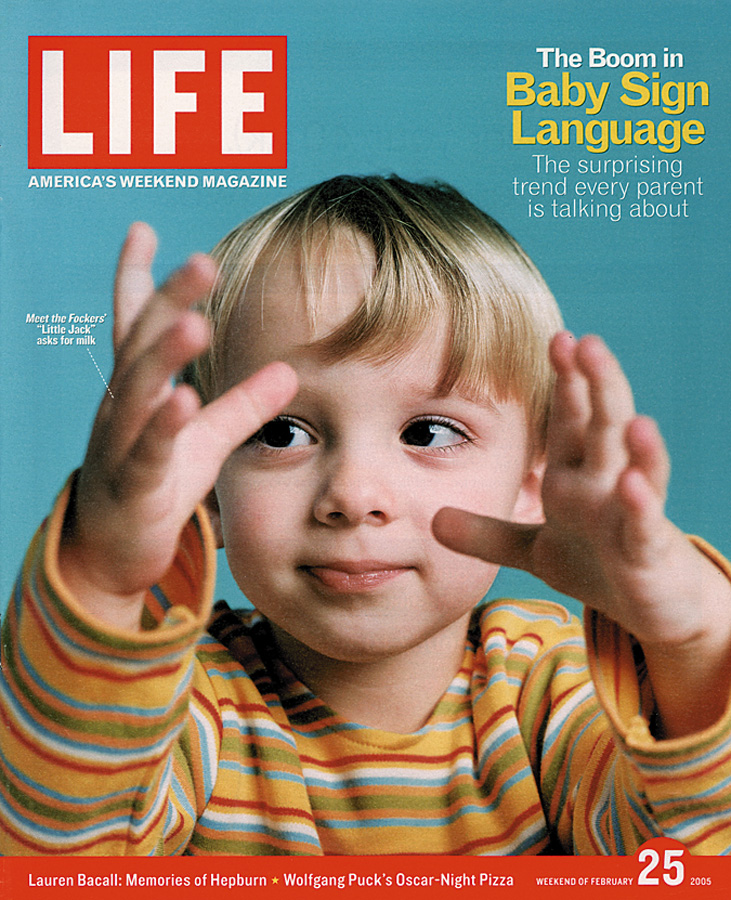 LIFE
AMERICA'S WEEKEND MAGAZINE
The Boom in
Baby Sign
Language
The surprising
trend every parent
is talking about
Meet the Fockers'
"Little Jack"
asks for milk
Lauren Bacall: Memories of Hepburn ★ Wolfgang Puck's Oscar-Night Pizza
WEEKEND OF FEBRUARY 25 2005